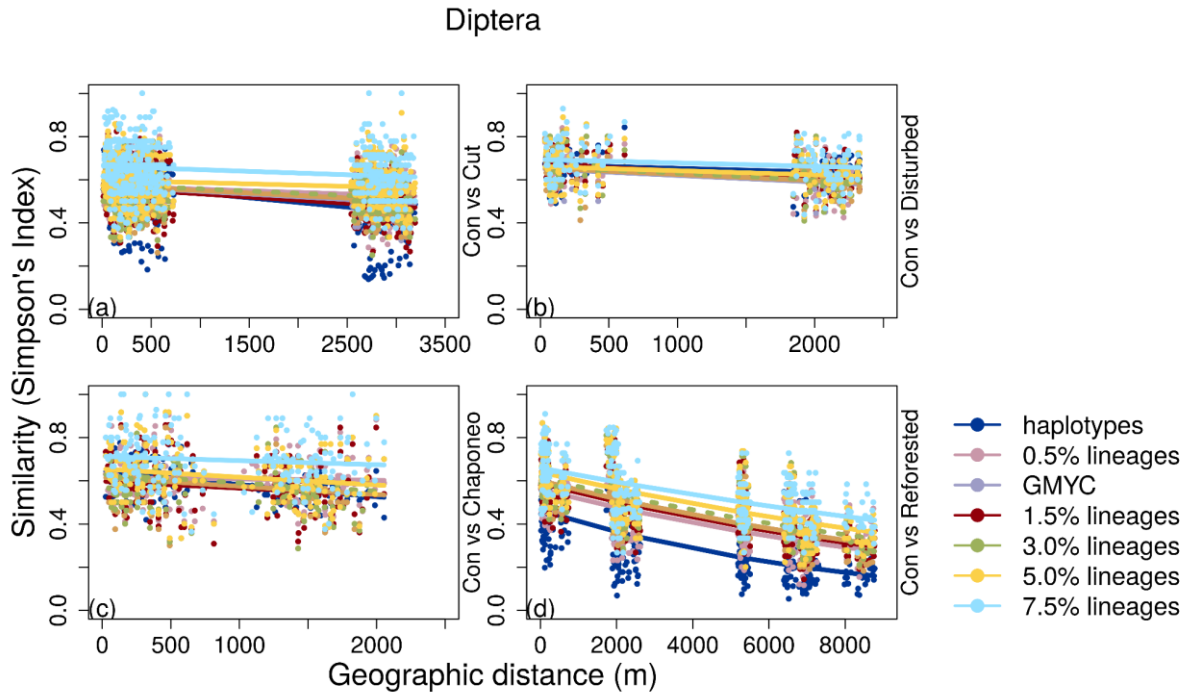 Diptera
Similarity (Simpson's Index)
0.0 0.4 0.8
(a)
0 500 1500 2500 3500
Con vs Cut
0.0 0.4 0.8
(b)
0 500 1000 2000
Con vs Disturbed
0.0 0.4 0.8
(c)
0 500 1000 2000
Con vs Chaponeo
0.0 0.4 0.8
(d)
0 2000 4000 6000 8000
Con vs Reforested
Geographic distance (m)
haplotypes
0.5% lineages
GMYC
1.5% lineages
3.0% lineages
5.0% lineages
7.5% lineages